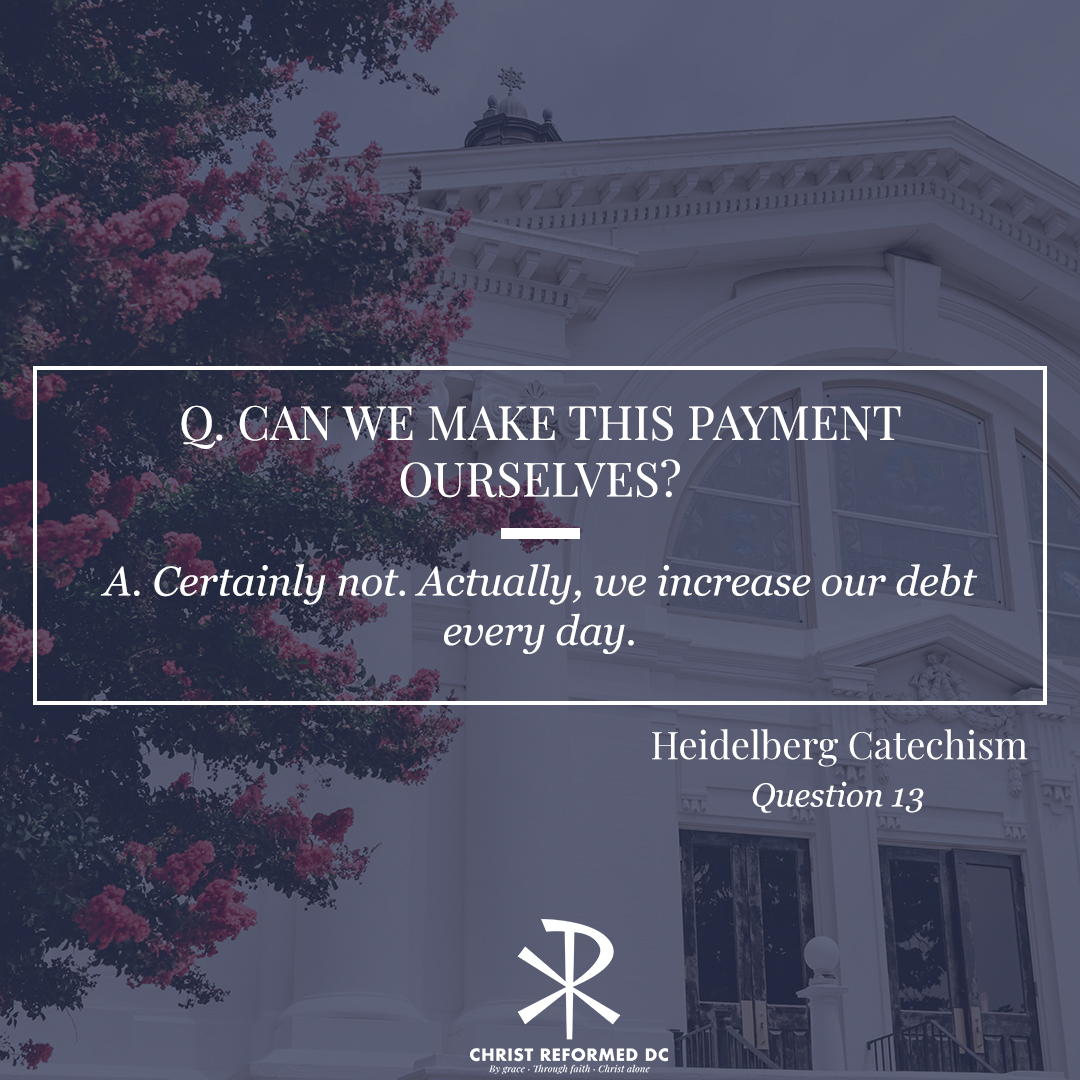 Q. CAN WE MAKE THIS PAYMENT
OURSELVES?
A. Certainly not. Actually, we increase our debt
every day.
Heidelberg Catechism
Question 13
CHRIST REFORMED DC
By grace · Through faith · Christ alone